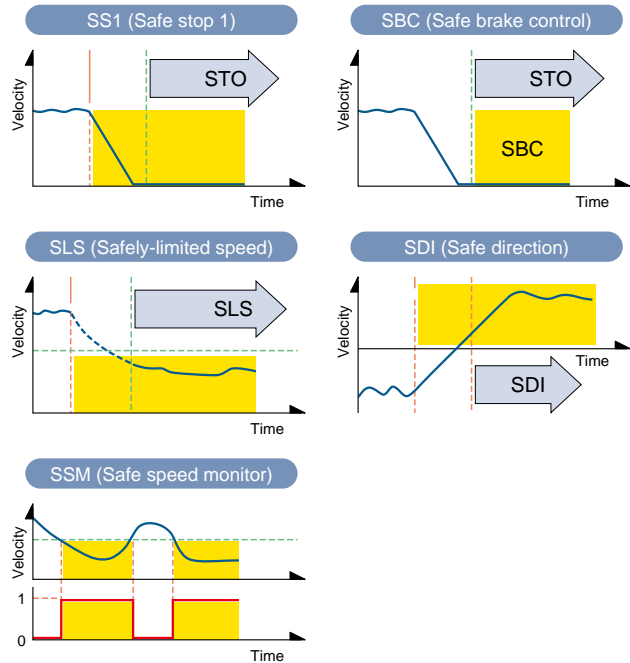 SS1 (Safe stop 1)
Velocity
STO
Time
SBC (Safe brake control)
Velocity
STO
SBC
Time
SLS (Safely-limited speed)
Velocity
SLS
Time
SDI (Safe direction)
Velocity
Time
SDI
SSM (Safe speed monitor)
Velocity
1
0
Time